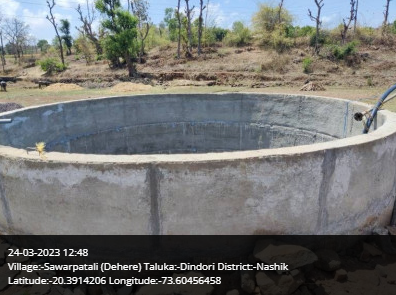 24-03-2023 12:48
Village:-Sawarpatali (Dehere) Taluka:-Dindori District:-Nashik
Latitude:-20.3914206 Longitude:-73.60456458